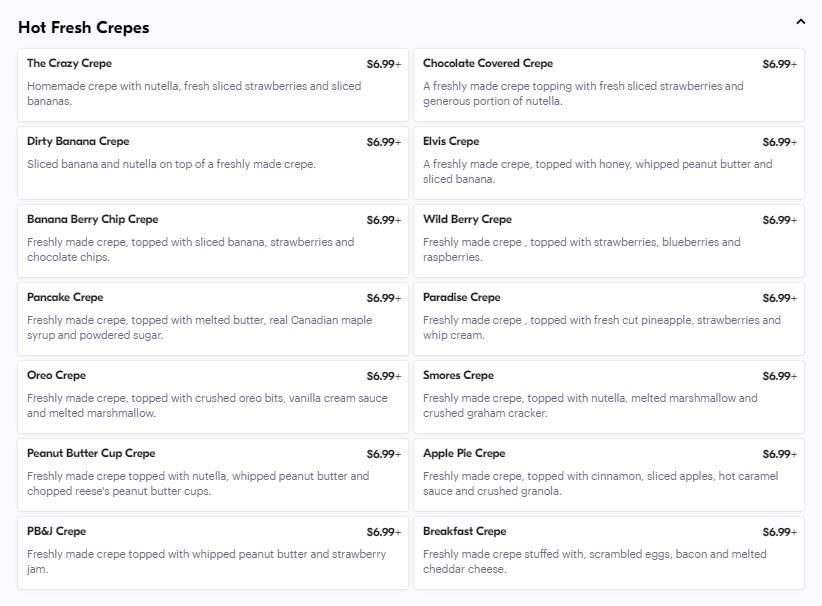 Hot Fresh Crepes
The Crazy Crepe
$6.99+
Homemade crepe with nutella, fresh sliced strawberries and sliced
bananas.
Chocolate Covered Crepe
$6.99+
A freshly made crepe topping with fresh sliced strawberries and
generous portion of nutella.
Dirty Banana Crepe
$6.99+
Sliced banana and nutella on top of a freshly made crepe.
Elvis Crepe
$6.99+
A freshly made crepe, topped with honey, whipped peanut butter and
sliced banana.
Banana Berry Chip Crepe
$6.99+
Freshly made crepe, topped with sliced banana, strawberries and
chocolate chips.
Wild Berry Crepe
$6.99+
Freshly made crepe , topped with strawberries, blueberries and
raspberries.
Pancake Crepe
$6.99+
Freshly made crepe, topped with melted butter, real Canadian maple
syrup and powdered sugar.
Paradise Crepe
$6.99+
Freshly made crepe , topped with fresh cut pineapple, strawberries and
whip cream.
Oreo Crepe
$6.99+
Freshly made crepe, topped with crushed oreo bits, vanilla cream sauce
and melted marshmallow.
Smores Crepe
$6.99+
Freshly made crepe, topped with nutella, melted marshmallow and
crushed graham cracker.
Peanut Butter Cup Crepe
$6.99+
Freshly made crepe topped with nutella, whipped peanut butter and
chopped reese's peanut butter cups.
Apple Pie Crepe
$6.99+
Freshly made crepe, topped with cinnamon, sliced apples, hot caramel
sauce and crushed granola.
PB&J Crepe
$6.99+
Freshly made crepe topped with whipped peanut butter and strawberry
jam.
Breakfast Crepe
$6.99+
Freshly made crepe stuffed with, scrambled eggs, bacon and melted
cheddar cheese.